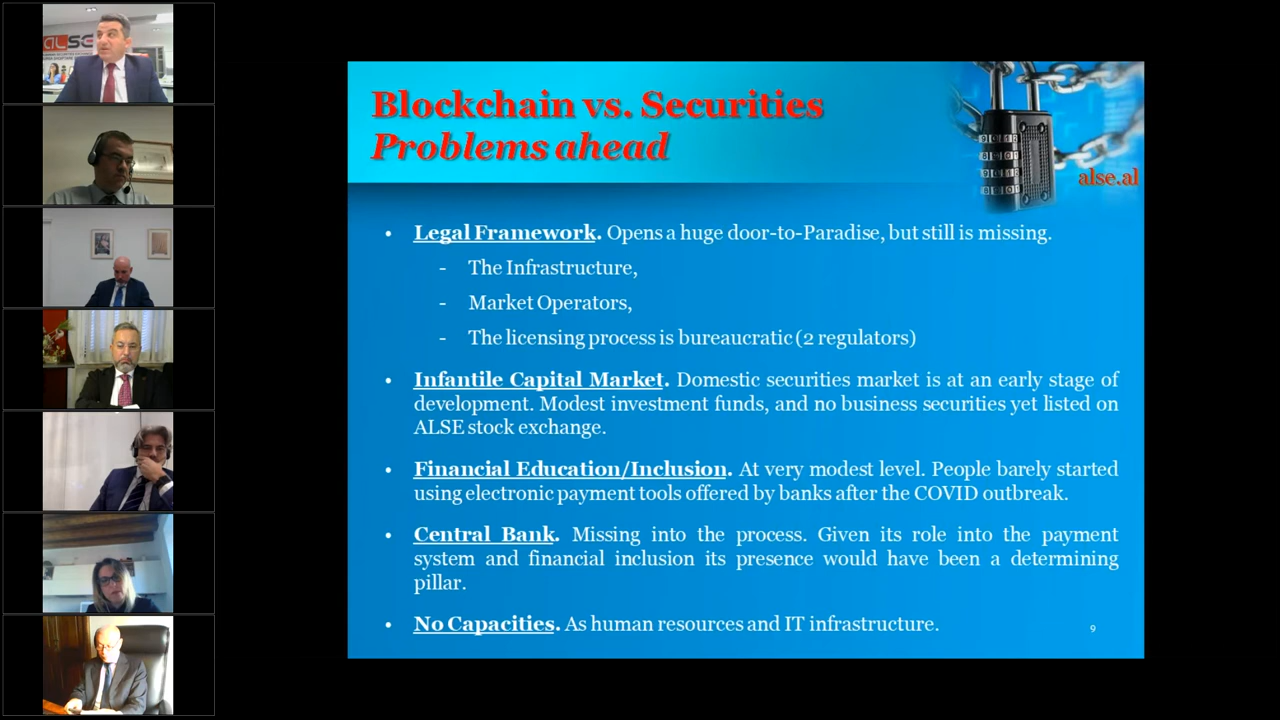 ALSE
Blockchain vs. Securities
Problems ahead
alse.al
• Legal Framework. Opens a huge door-to-Paradise, but still is missing.
- The Infrastructure,
- Market Operators,
- The licensing process is bureaucratic (2 regulators)
• Infantile Capital Market. Domestic securities market is at an early stage of
development. Modest investment funds, and no business securities yet listed on
ALSE stock exchange.
• Financial Education/Inclusion. At very modest level. People barely started
using electronic payment tools offered by banks after the COVID outbreak.
• Central Bank. Missing into the process. Given its role into the payment
system and financial inclusion its presence would have been a determining
pillar.
• No Capacities. As human resources and IT infrastructure.
9